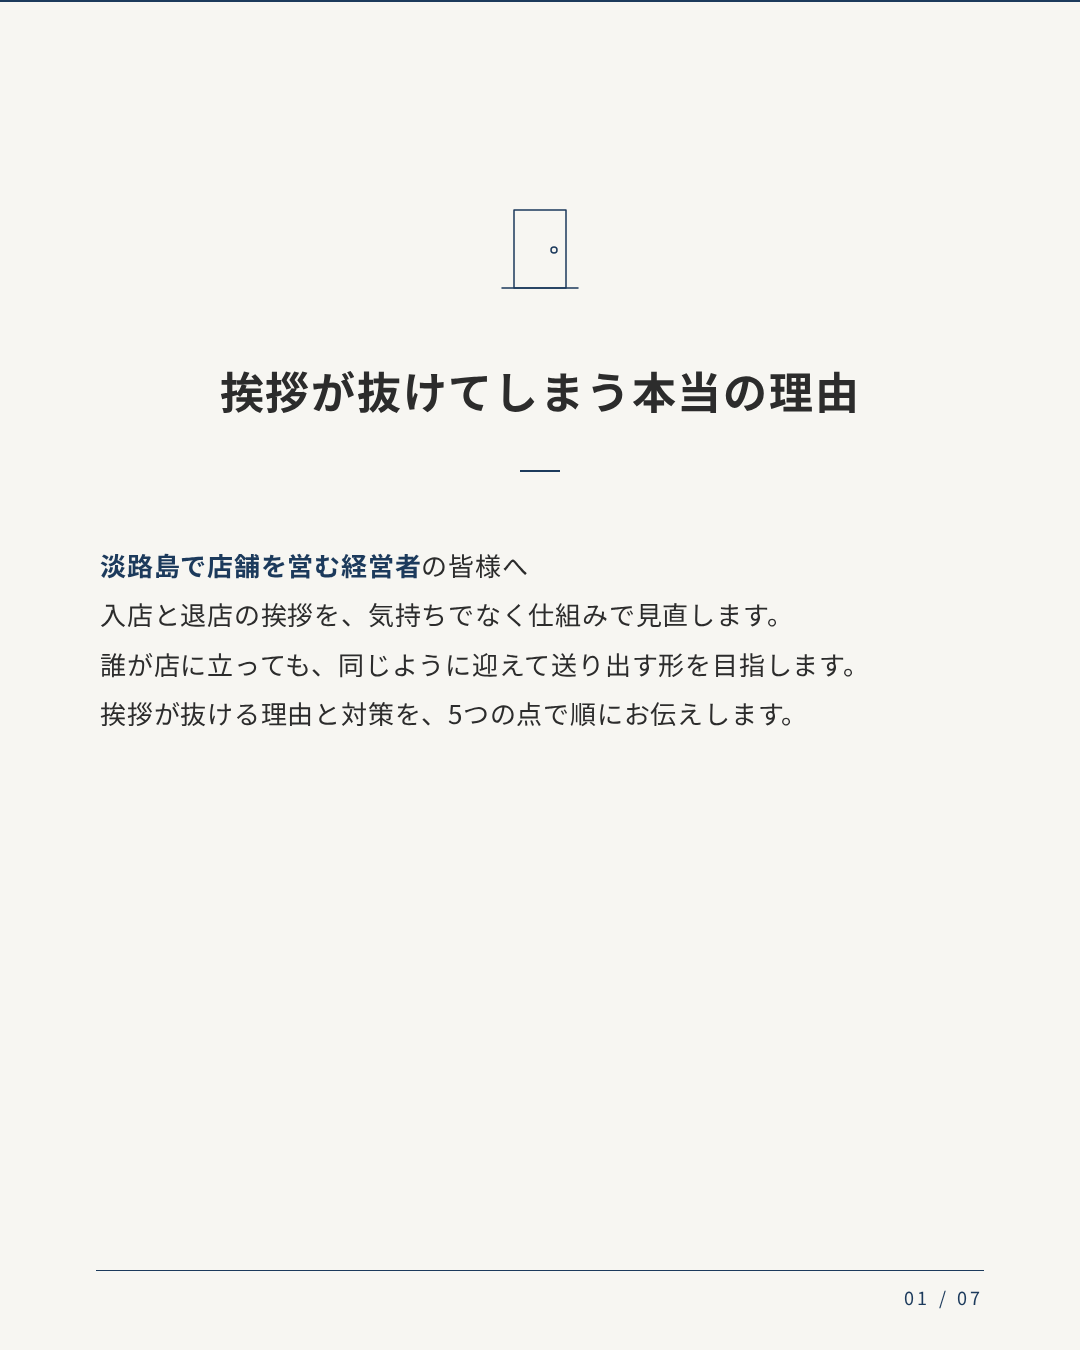 挨拶が抜けてしまう本当の理由
淡路島で店舗を営む経営者の皆様へ
入店と退店の挨拶を、気持ちでなく仕組みで見直します。
誰が店に立っても、同じように迎えて送り出す形を目指します。
挨拶が抜ける理由と対策を、5つの点で順にお伝えします。
01 / 07